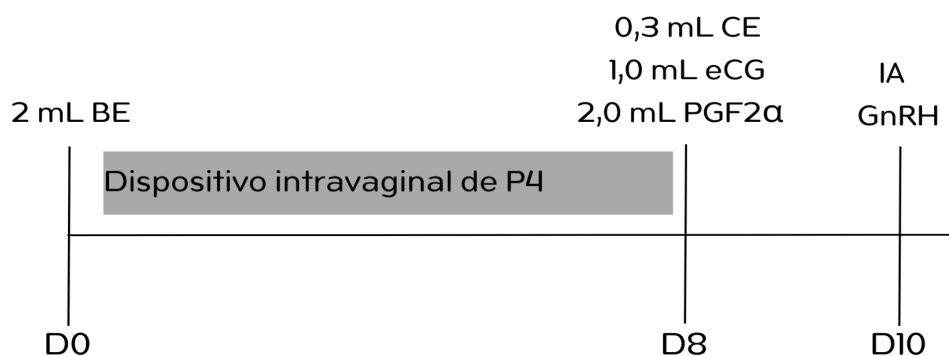 0,3 mL CE
1,0 mL eCG
2,0 mL PGF2α
IA
GnRH
2 mL BE
Dispositivo intravaginal de P4
D0
D8
D10